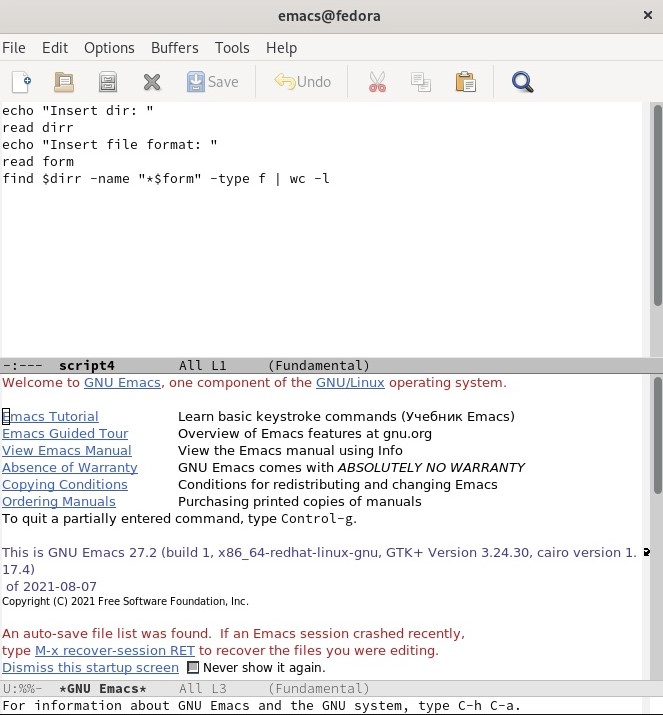 emacs@fedora ×
File Edit Options Buffers Tools Help
Save Undo
echo "Insert dir: "
read dirr
echo "Insert file format: "
read form
find $dirr -name "*$form" -type f | wc -l
-:--- script4 All L1 (Fundamental)
Welcome to GNU Emacs, one component of the GNU/Linux operating system.
Emacs Tutorial Learn basic keystroke commands (Учебник Emacs)
Emacs Guided Tour Overview of Emacs features at gnu.org
View Emacs Manual View the Emacs manual using Info
Absence of Warranty GNU Emacs comes with ABSOLUTELY NO WARRANTY
Copying Conditions Conditions for redistributing and changing Emacs
Ordering Manuals Purchasing printed copies of manuals
To quit a partially entered command, type Control-g.
This is GNU Emacs 27.2 (build 1, x86_64-redhat-linux-gnu, GTK+ Version 3.24.30, cairo version 1.
17.4)
of 2021-08-07
Copyright (C) 2021 Free Software Foundation, Inc.
An auto-save file list was found. If an Emacs session crashed recently,
type M-x recover-session RET to recover the files you were editing.
Dismiss this startup screen Never show it again.
U:%%- *GNU Emacs* All L3 (Fundamental)
For information about GNU Emacs and the GNU system, type C-h C-a.